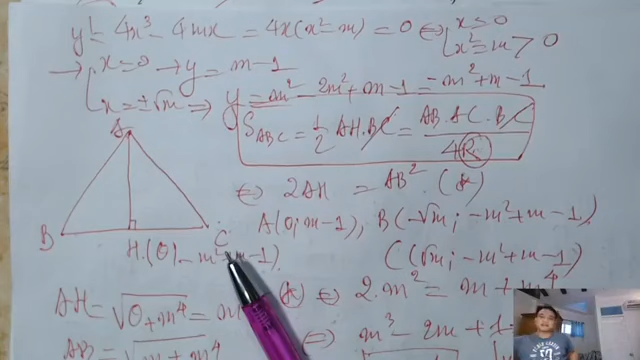 y' = 4x³ - 4mx = 4x(x² - m) = 0 ⇔ [ x = 0
x² = m > 0
→ [ x = 0 → y = m - 1
x = ±√m → y = m² - 2m² + m - 1 = -m² + m - 1
A
S_ABC = 1/2 AH.BC = AB.AC.BC / 4R
⇔ 2AH = AB². (*)
A(0; m-1), B(-√m; -m² + m - 1)
B H.(0; -m² + m - 1) C
C(√m; -m² + m - 1)
AH = √(0 + m⁴) = m
(*) ⇔ 2.m² = m + m⁴
⇔ m³ - 2m + 1
AB = √(m + m⁴)